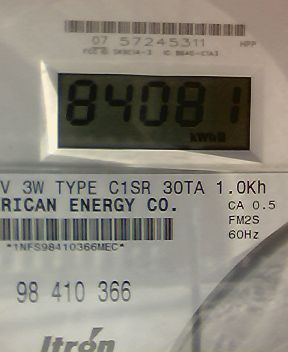 07 57245311 HPP
84081
kWh
V 3W TYPE C1SR 30TA 1.0Kh
RICAN ENERGY CO. CA 0.5
FM2S
60Hz
*1NFS98410366MEC*
98 410 366
Itron